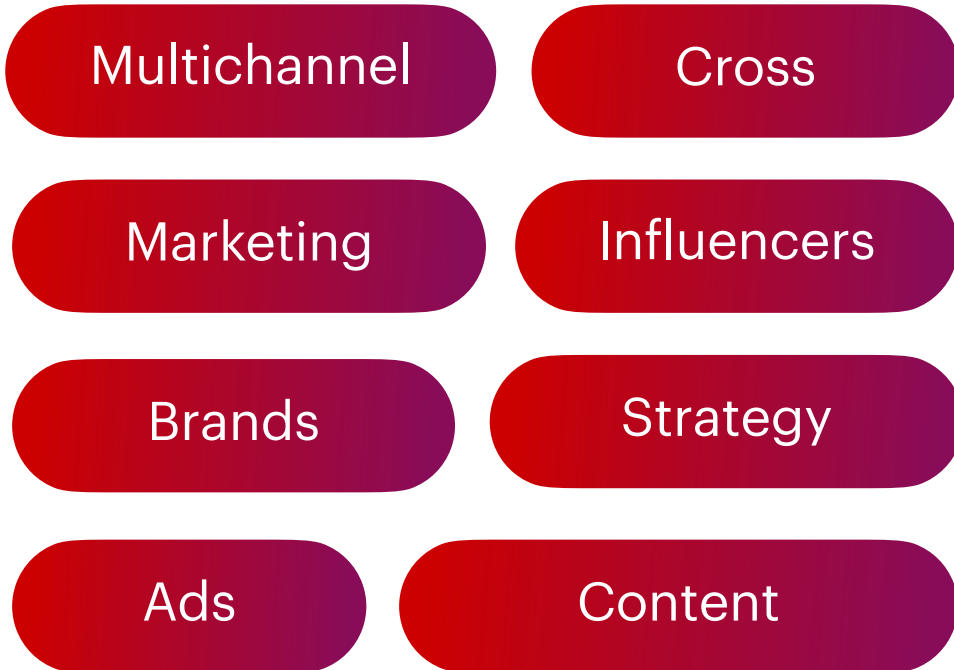 Multichannel
Cross
Marketing
Influencers
Brands
Strategy
Ads
Content